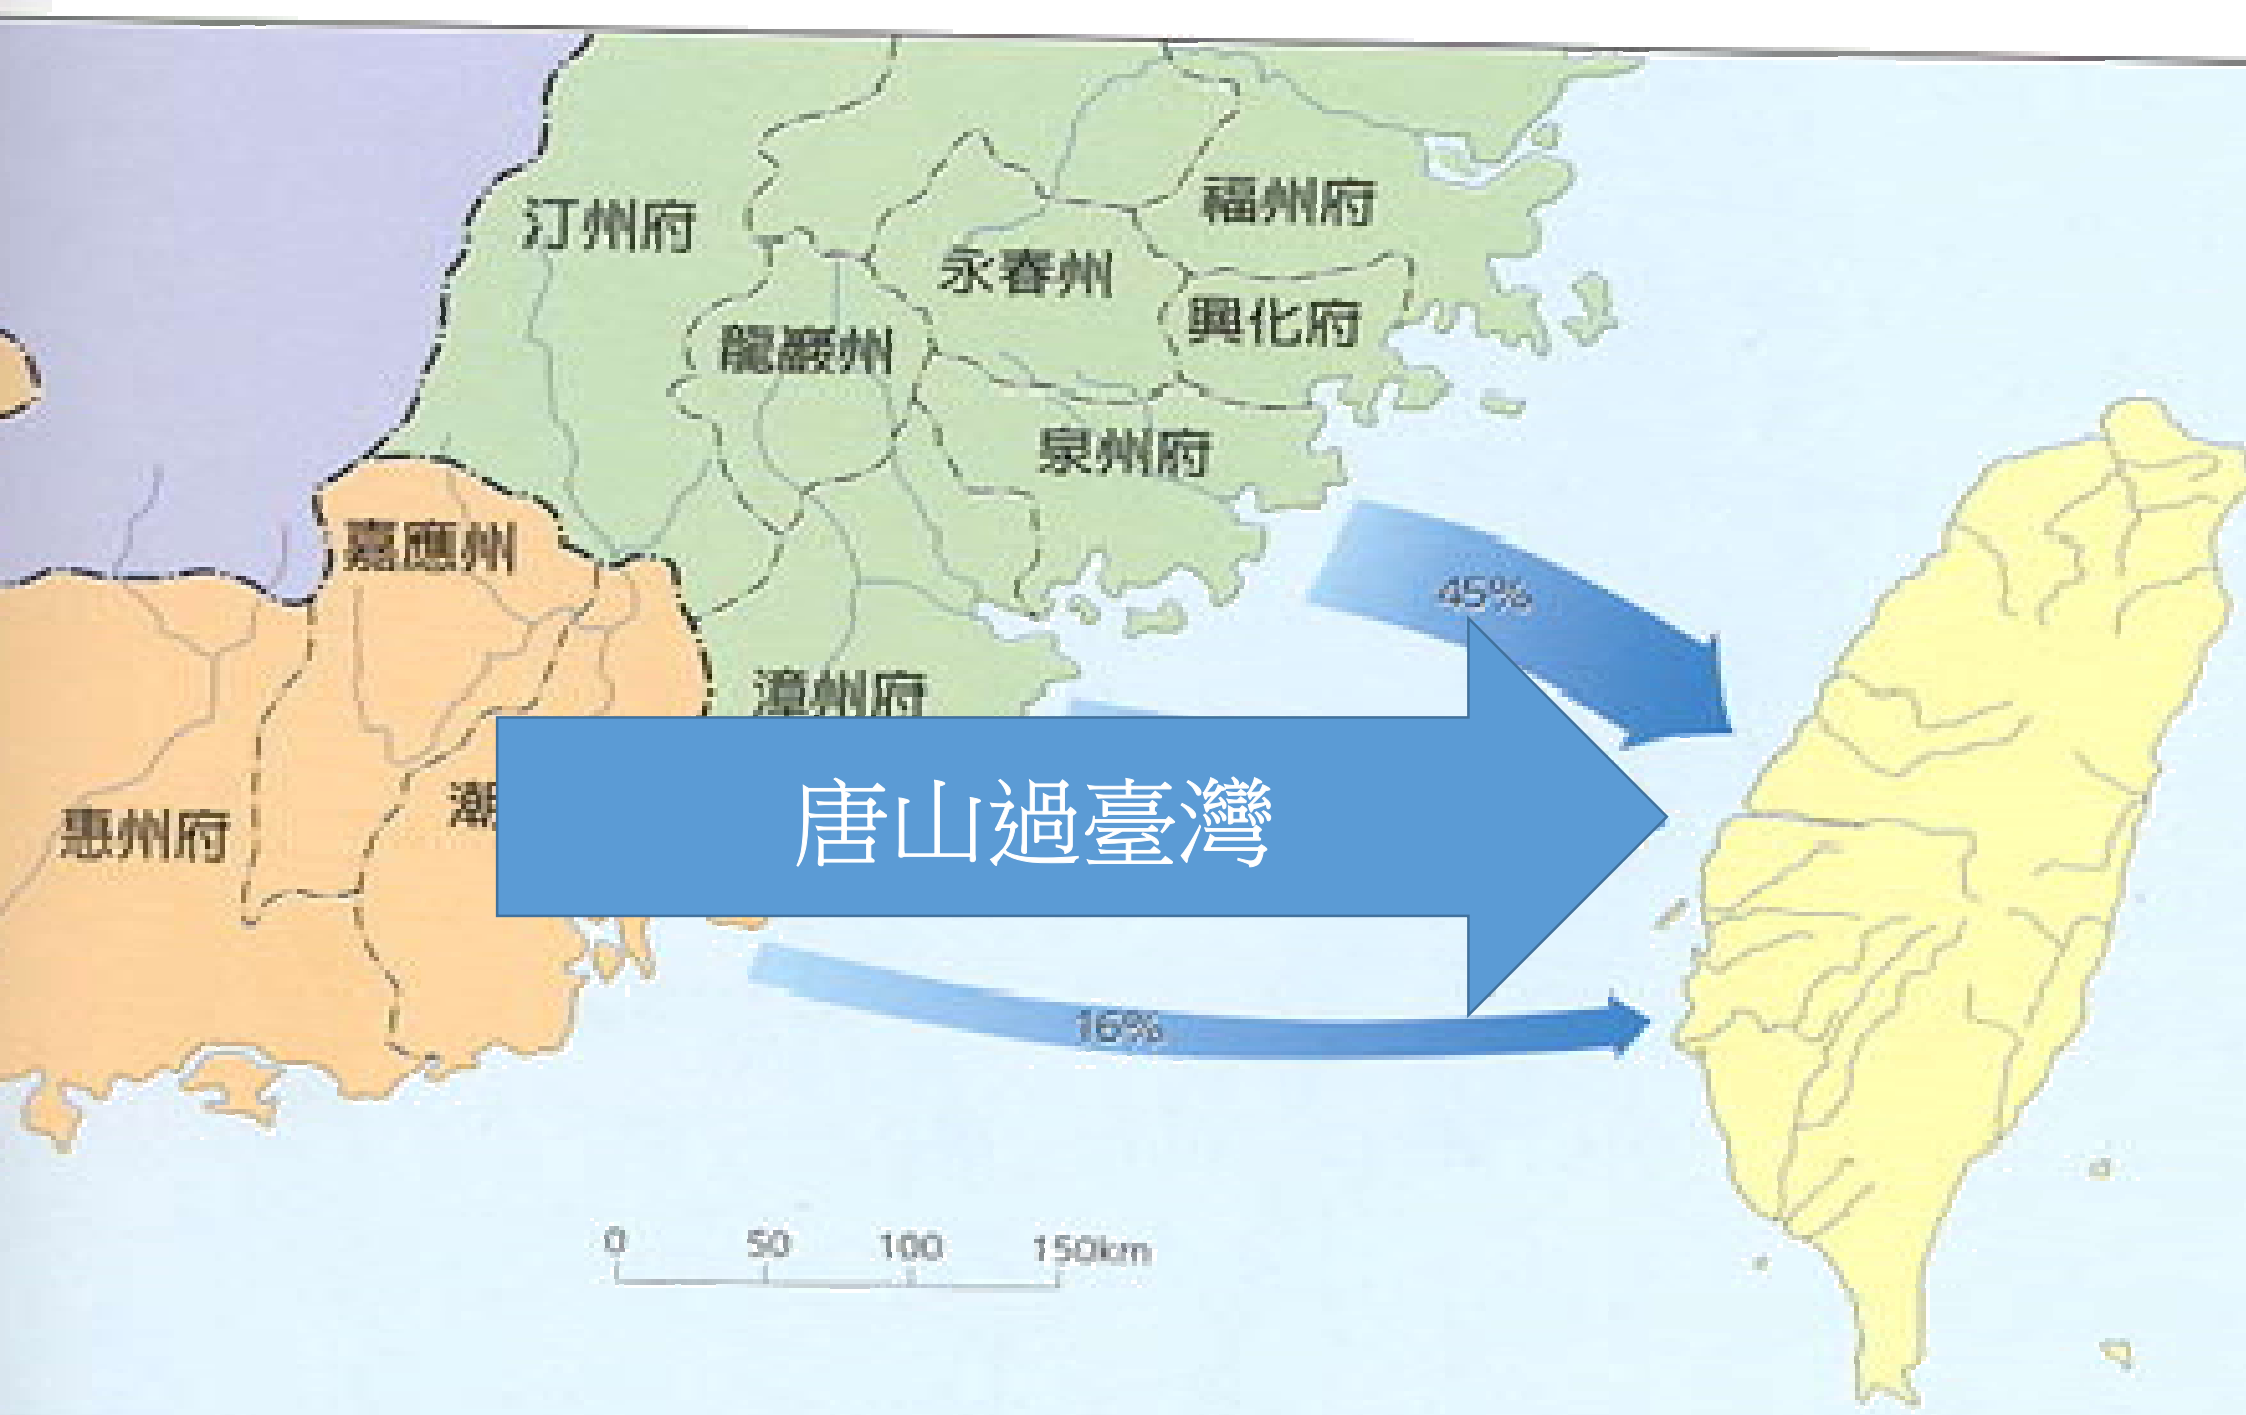 福州府
汀州府
永春州
興化府
龍巖州
泉州府
嘉應州
45%
漳州府
潮
惠州府
唐山過臺灣
16%
0 50 100 150km